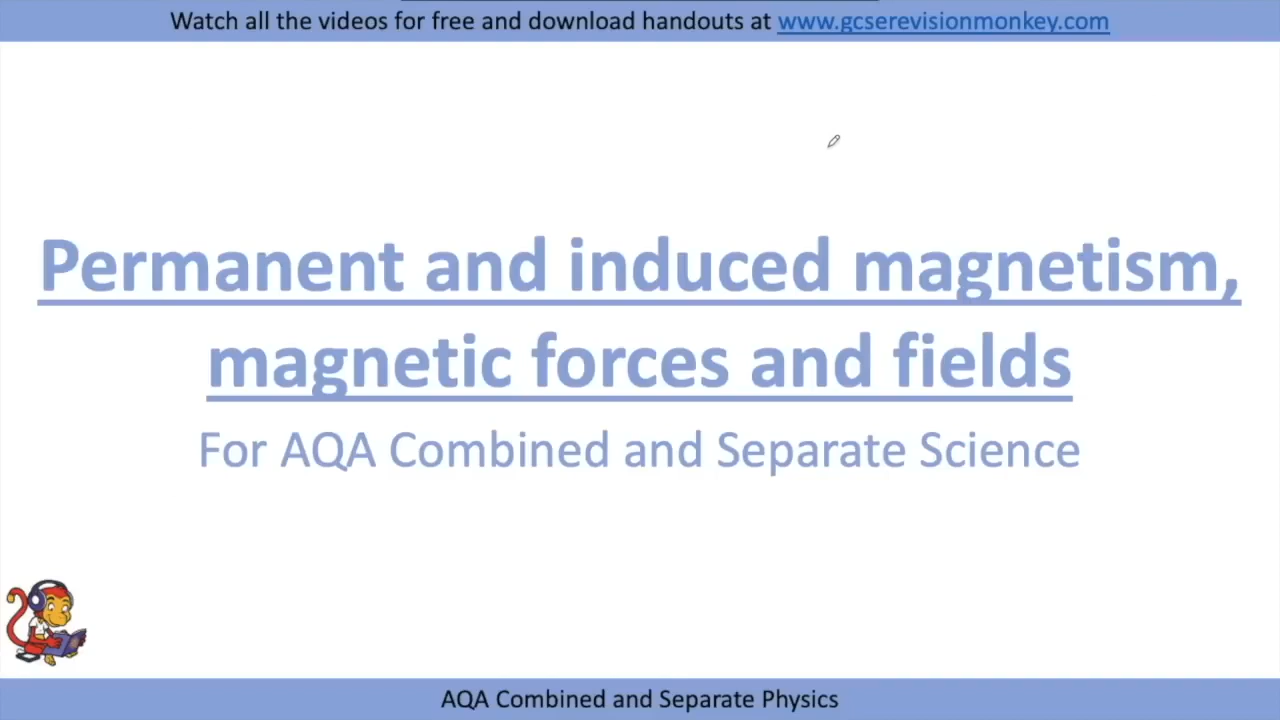 Watch all the videos for free and download handouts at www.gcserevisionmonkey.com
Permanent and induced magnetism,
magnetic forces and fields
For AQA Combined and Separate Science
AQA Combined and Separate Physics